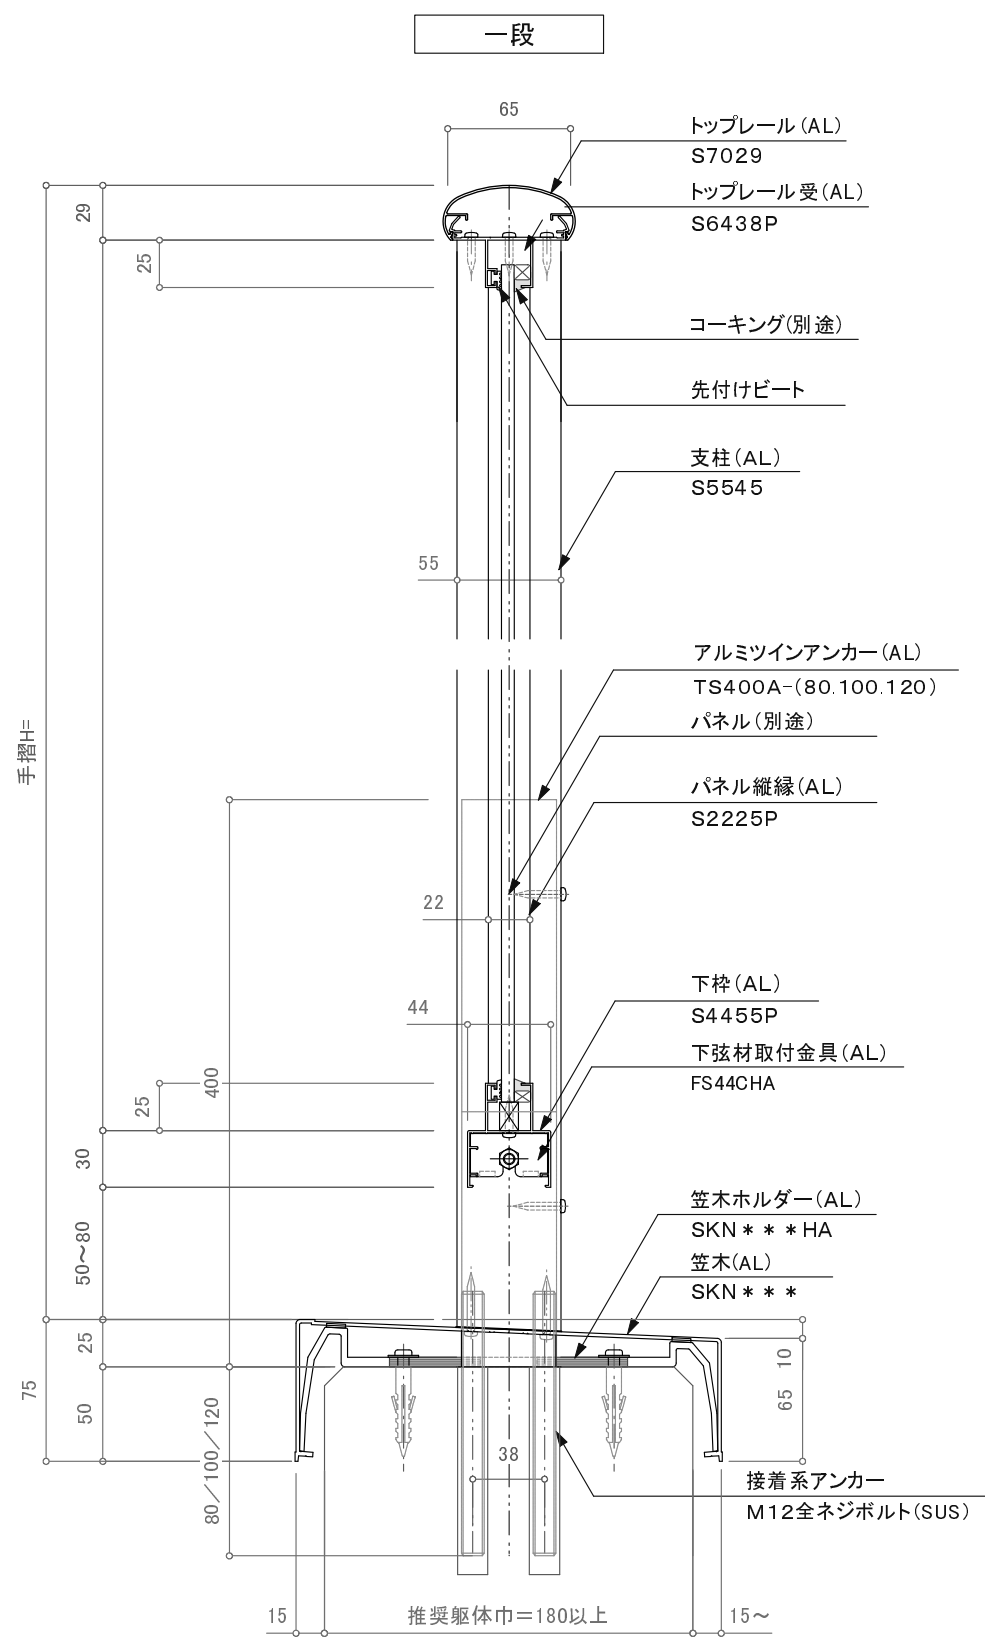 一段
65
トップレール(AL)
S7029
トップレール受(AL)
S6438P
29
25
コーキング(別途)
先付けビート
支柱(AL)
S5545
55
アルミツインアンカー(AL)
TS400A-(80.100.120)
パネル(別途)
手摺H=
パネル縦縁(AL)
S2225P
22
下枠(AL)
S4455P
44
下弦材取付金具(AL)
FS44CHA
400
25
30
笠木ホルダー(AL)
SKN***HA
50〜80
笠木(AL)
SKN***
25
10
75
50
65
80/100/120
38
接着系アンカー
M12全ネジボルト(SUS)
15
推奨躯体巾=180以上
15〜